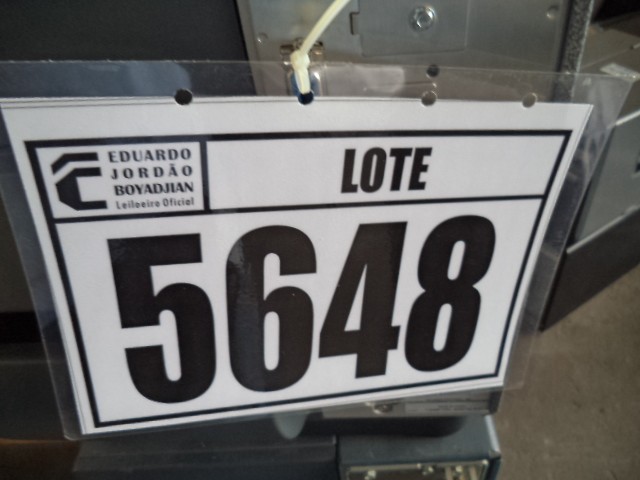 EDUARDO
JORDÃO
BOYADJIAN
Leiloeiro Oficial
LOTE
5648